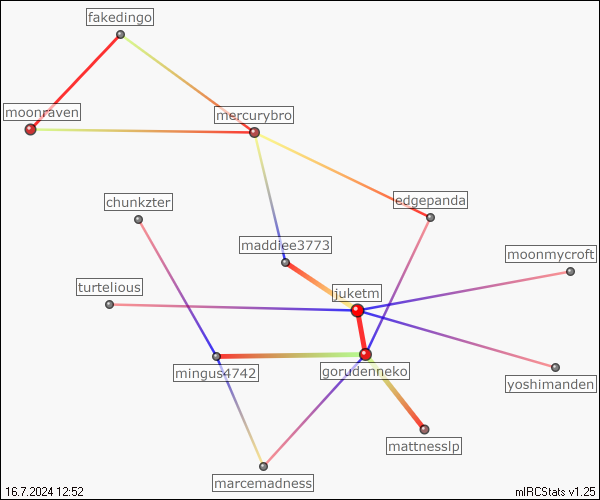 fakedingo
moonraven
mercurybro
chunkzter
edgepanda
maddiee3773
moonmycroft
turtelious
juketm
mingus4742
gorudenneko
yoshimanden
mattnesslp
marcemadness
16.7.2024 12:52
mIRCStats v1.25